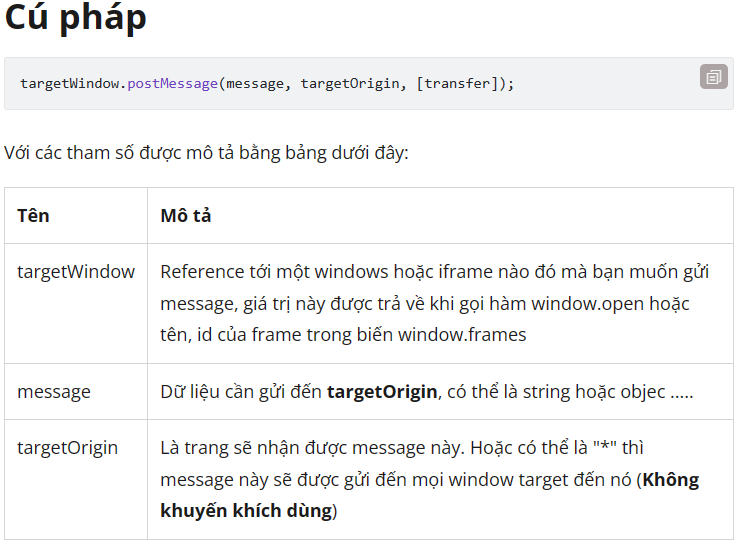 Cú pháp
targetWindow.postMessage(message, targetOrigin, [transfer]);
Với các tham số được mô tả bằng bảng dưới đây:
Tên
Mô tả
targetWindow
Reference tới một windows hoặc iframe nào đó mà bạn muốn gửi
message, giá trị này được trả về khi gọi hàm window.open hoặc
tên, id của frame trong biến window.frames
message
Dữ liệu cần gửi đến targetOrigin, có thể là string hoặc objec .....
targetOrigin
Là trang sẽ nhận được message này. Hoặc có thể là "*" thì
message này sẽ được gửi đến mọi window target đến nó (Không
khuyến khích dùng)